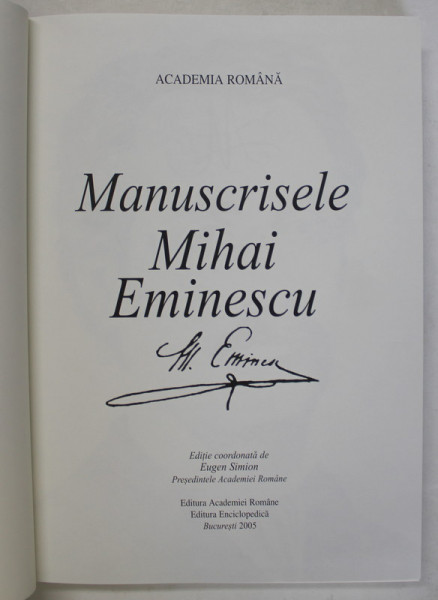 ACADEMIA ROMÂNĂ
Manuscrisele
Mihai
Eminescu
M. Eminescu
Ediție coordonată de
Eugen Simion
Președintele Academiei Române
Editura Academiei Române
Editura Enciclopedică
București 2005